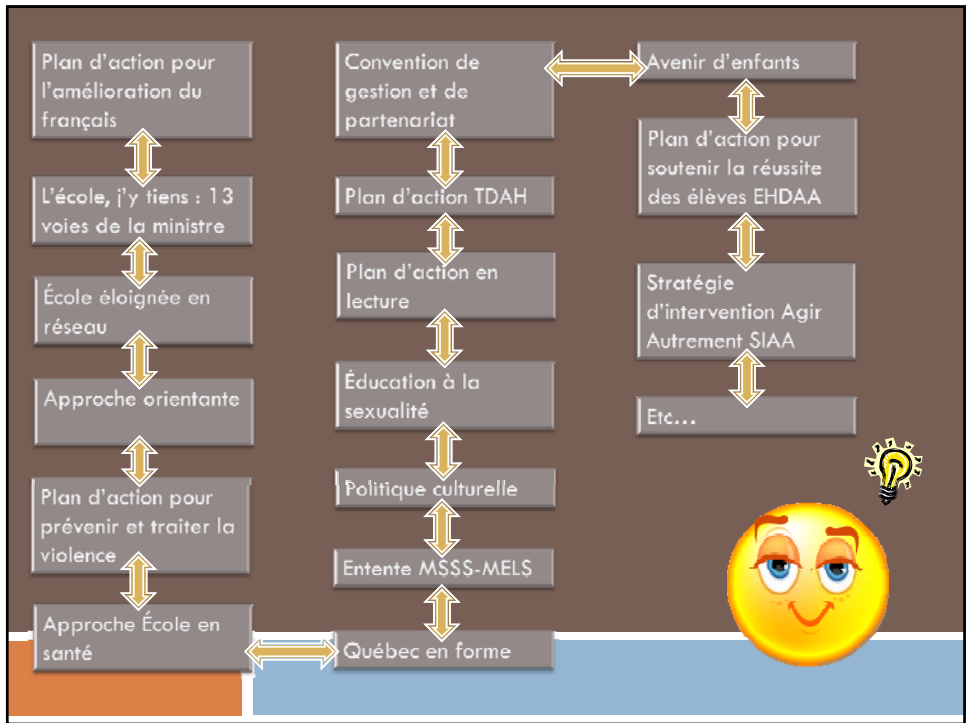 Plan d'action pour
l'amélioration du
français
L'école, j'y tiens : 13
voies de la ministre
École éloignée en
réseau
Approche orientante
Plan d'action pour
prévenir et traiter la
violence
Approche École en
santé
Convention de
gestion et de
partenariat
Plan d'action TDAH
Plan d'action en
lecture
Éducation à la
sexualité
Politique culturelle
Entente MSSS-MELS
Québec en forme
Avenir d'enfants
Plan d'action pour
soutenir la réussite
des élèves EHDAA
Stratégie
d'intervention Agir
Autrement SIAA
Etc...